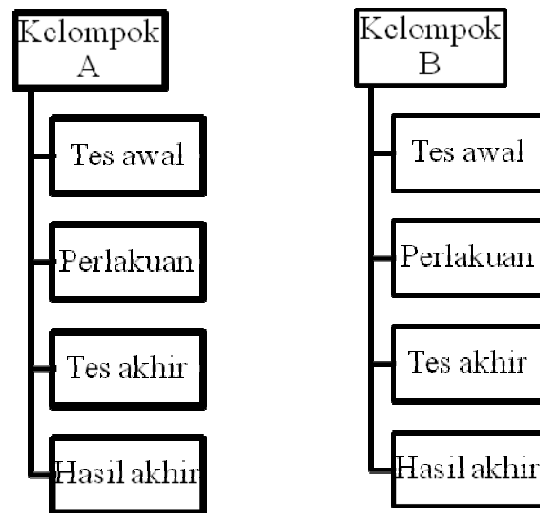 Kelompok
A
Tes awal
Perlakuan
Tes akhir
Hasil akhir
Kelompok
B
Tes awal
Perlakuan
Tes akhir
Hasil akhir